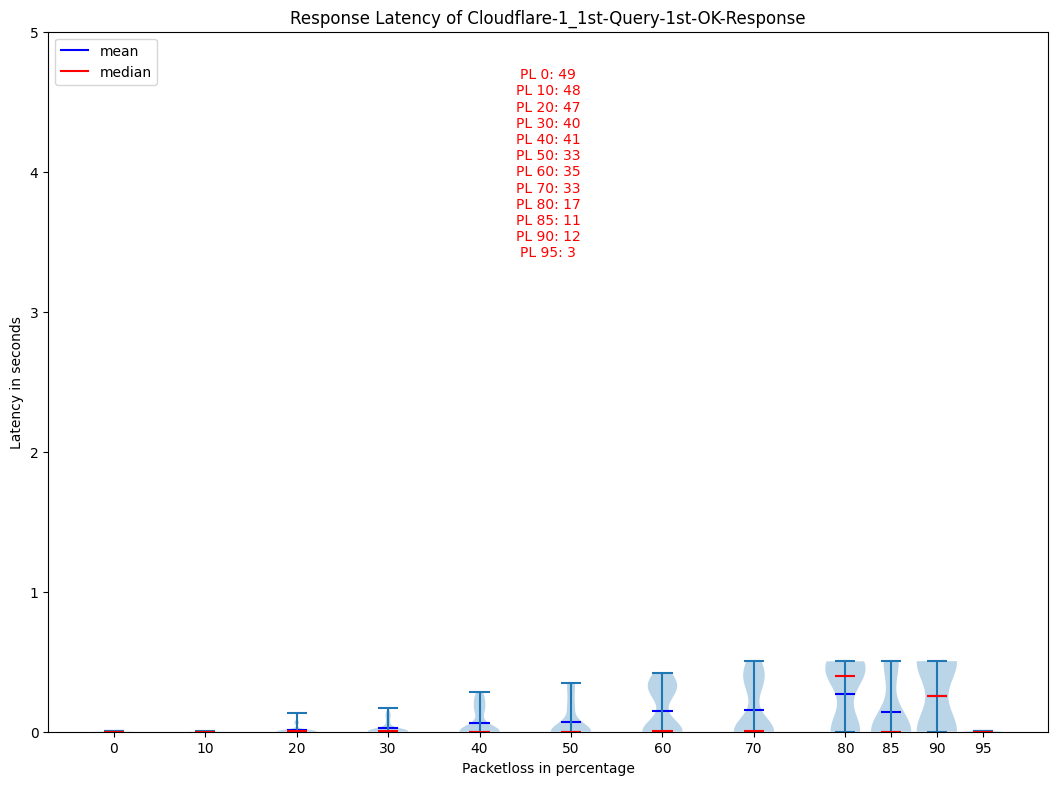 Response Latency of Cloudflare-1_1st-Query-1st-OK-Response
5
mean
median
PL 0: 49
PL 10: 48
PL 20: 47
PL 30: 40
PL 40: 41
PL 50: 33
PL 60: 35
PL 70: 33
PL 80: 17
PL 85: 11
PL 90: 12
PL 95: 3
4
3
2
1
0
Latency in seconds
0 10 20 30 40 50 60 70 80 85 90 95
Packetloss in percentage